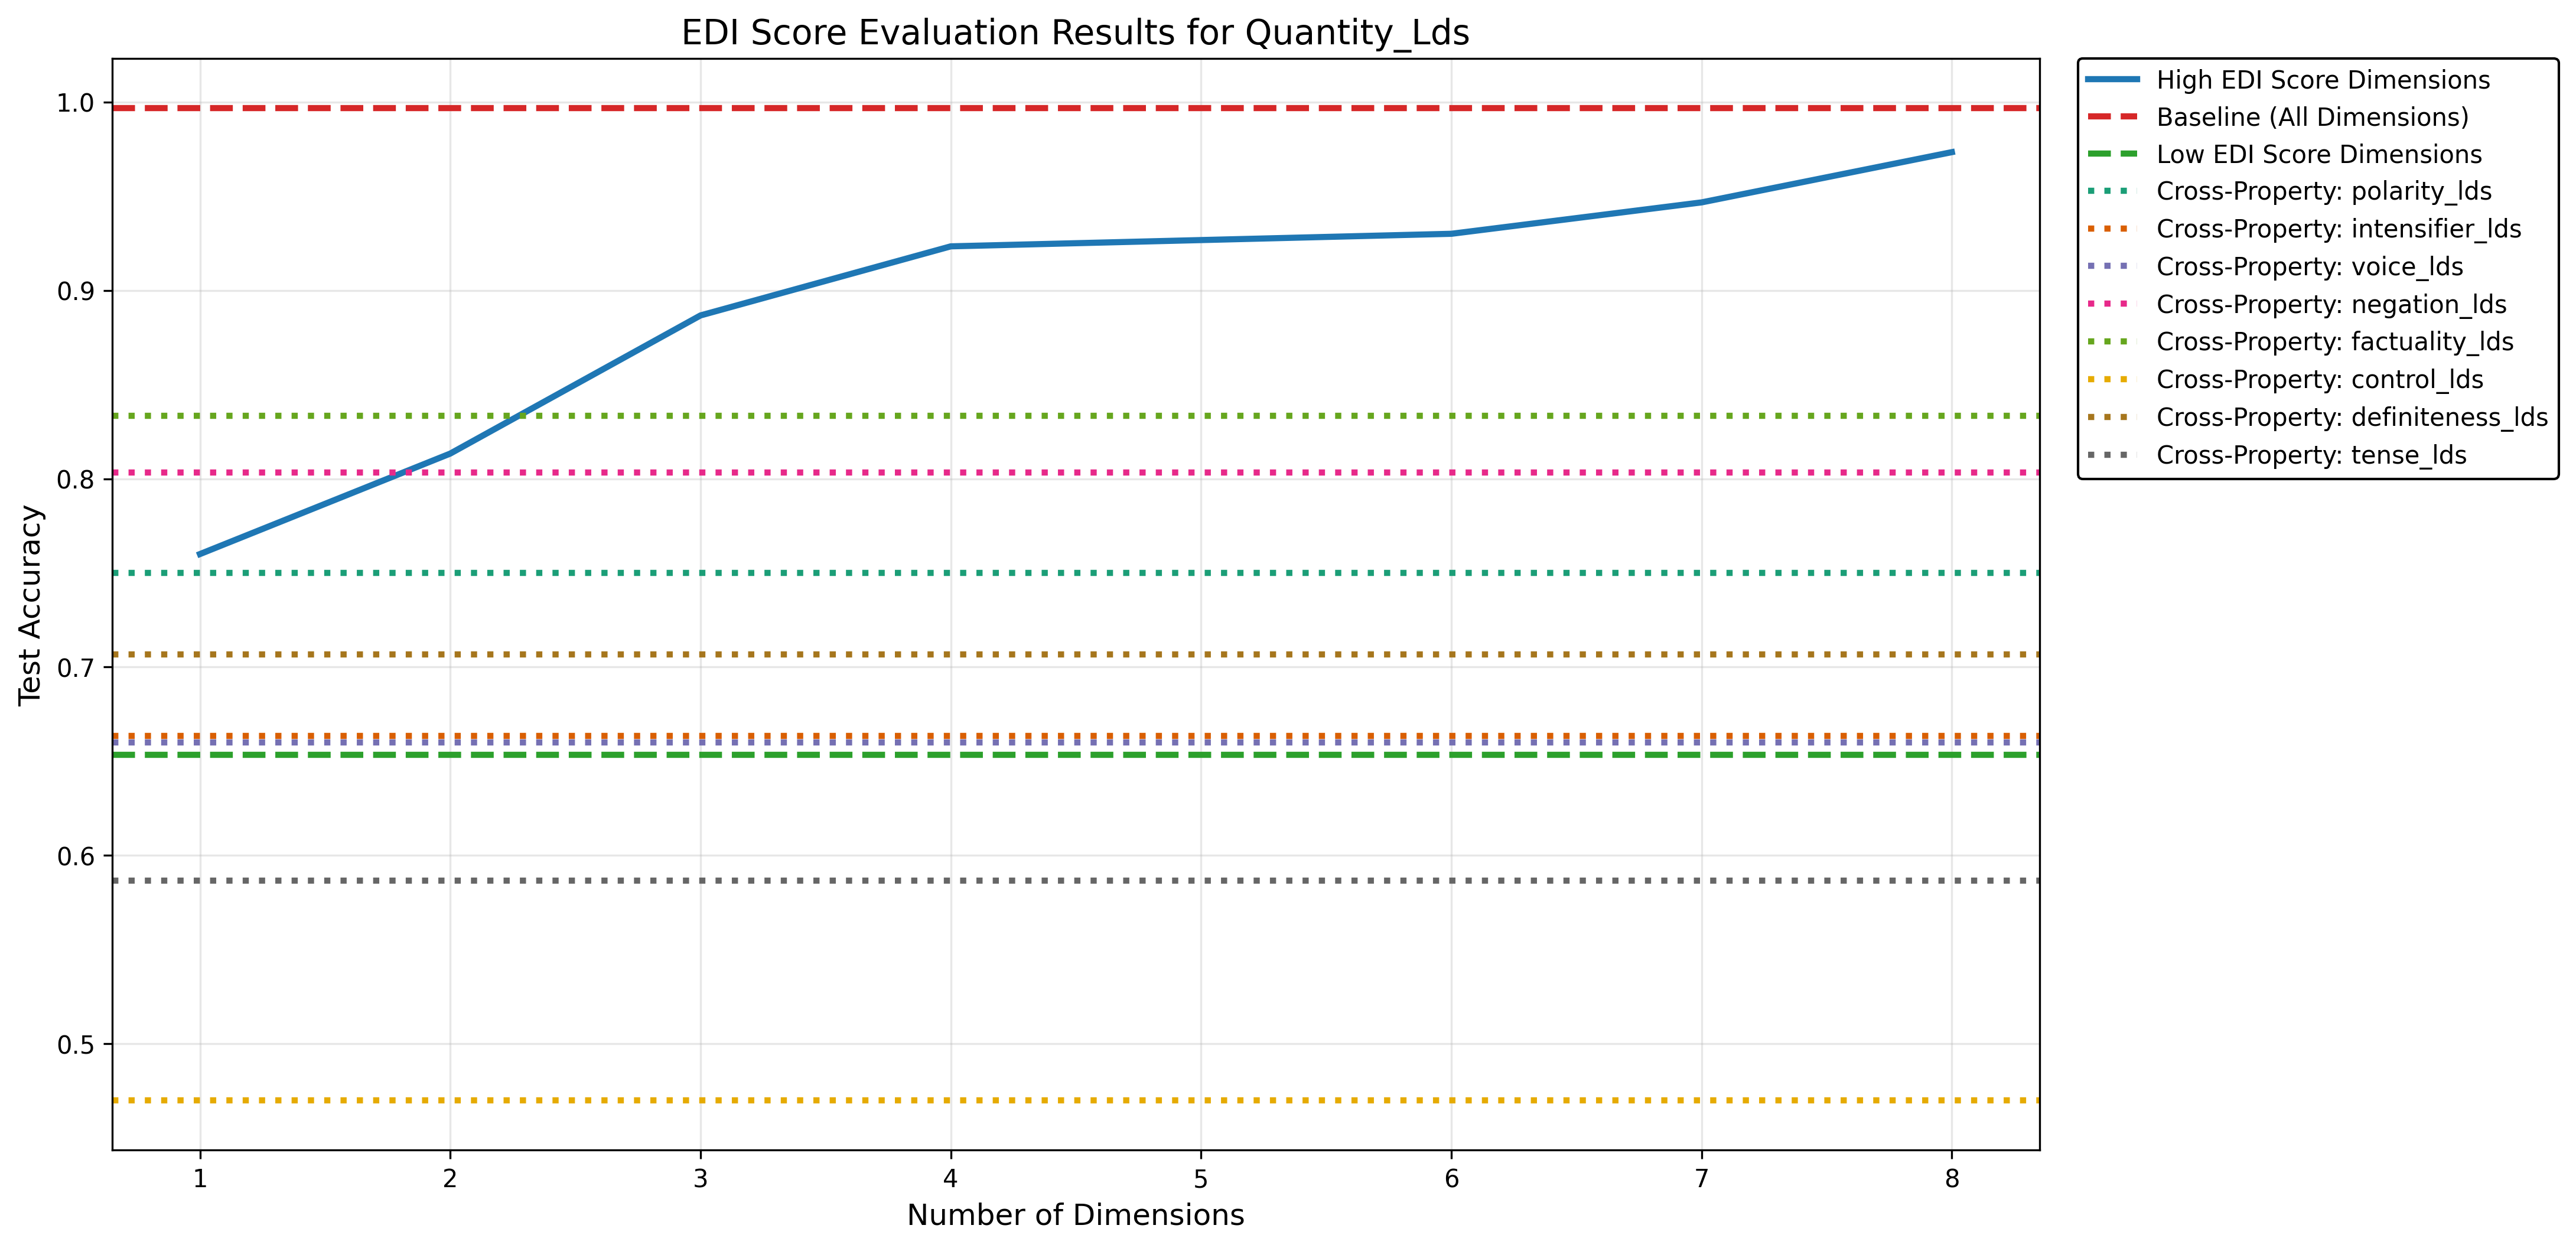 EDI Score Evaluation Results for Quantity_Lds
High EDI Score Dimensions
Baseline (All Dimensions)
Low EDI Score Dimensions
Cross-Property: polarity_lds
Cross-Property: intensifier_lds
Cross-Property: voice_lds
Cross-Property: negation_lds
Cross-Property: factuality_lds
Cross-Property: control_lds
Cross-Property: definiteness_lds
Cross-Property: tense_lds
Test Accuracy
1.0
0.9
0.8
0.7
0.6
0.5
1 2 3 4 5 6 7 8
Number of Dimensions